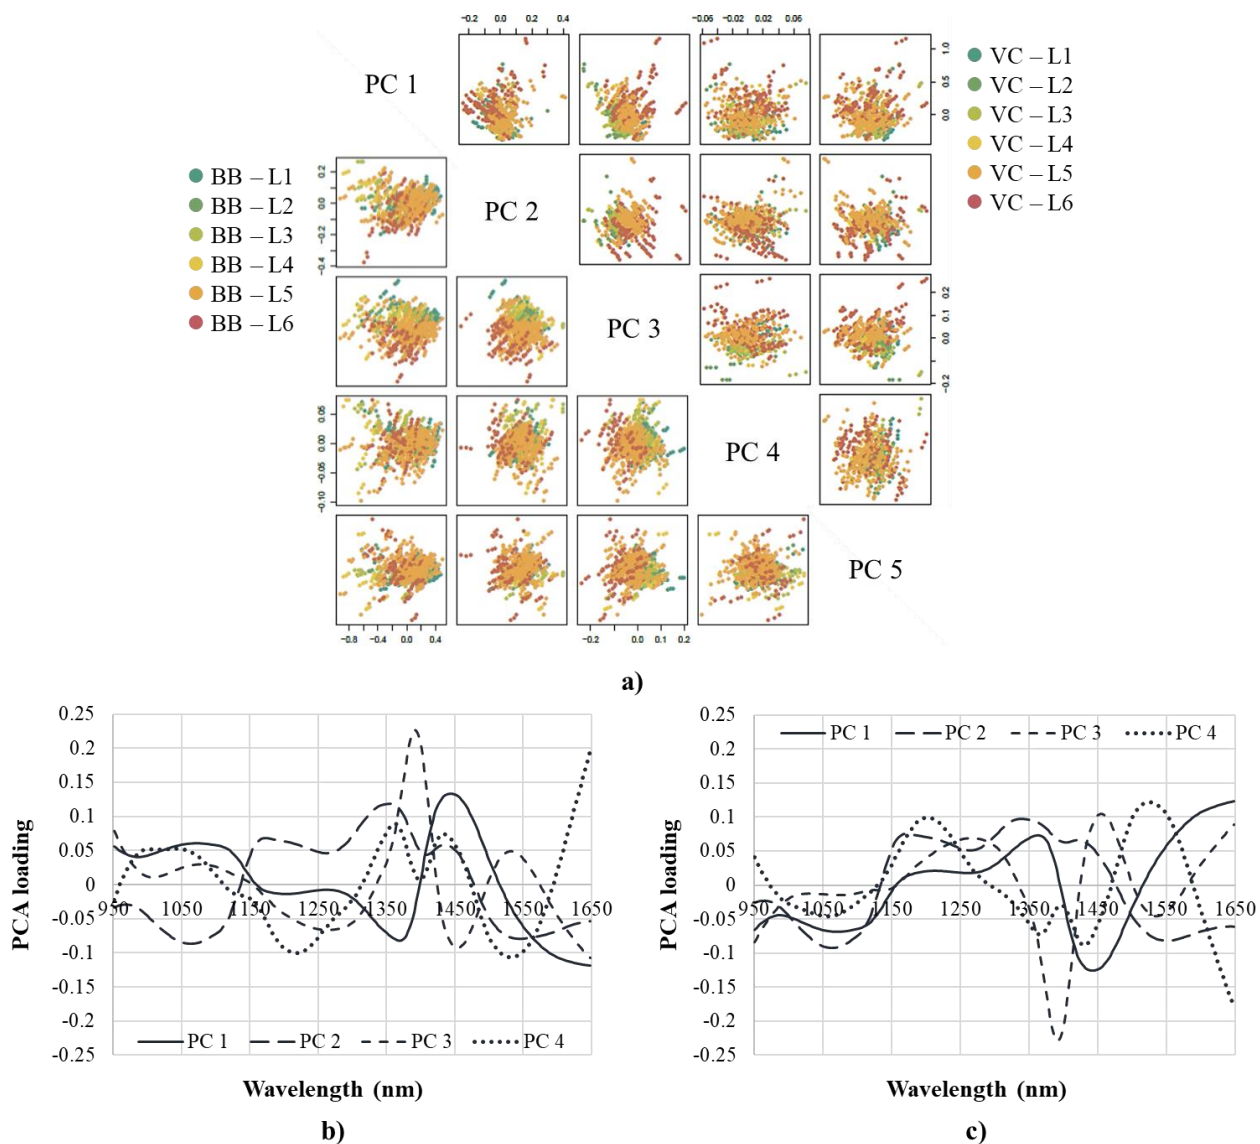 −0.2 0.0 0.2 0.4
−0.06 −0.02 0.02 0.06
PC 1
1.0
0.5
0.0
VC – L1
VC – L2
VC – L3
VC – L4
VC – L5
VC – L6
BB – L1
BB – L2
BB – L3
BB – L4
BB – L5
BB – L6
0.2
0.0
−0.2
−0.4
PC 2
PC 3
0.2
0.1
0.0
−0.2
0.05
0.00
−0.05
−0.10
PC 4
PC 5
−0.8 −0.4 0.0 0.4
−0.2 0.0 0.1 0.2
a)
0.25
0.2
0.15
0.1
0.05
0
-0.05
-0.1
-0.15
-0.2
-0.25
PCA loading
950 1050 1150 1250 1350 1450 1550 1650
PC 1 PC 2 PC 3 PC 4
Wavelength (nm)
b)
0.25
0.2
0.15
0.1
0.05
0
-0.05
-0.1
-0.15
-0.2
-0.25
PCA loading
PC 1 PC 2 PC 3 PC 4
950 1050 1150 1250 1350 1450 1550 1650
Wavelength (nm)
c)